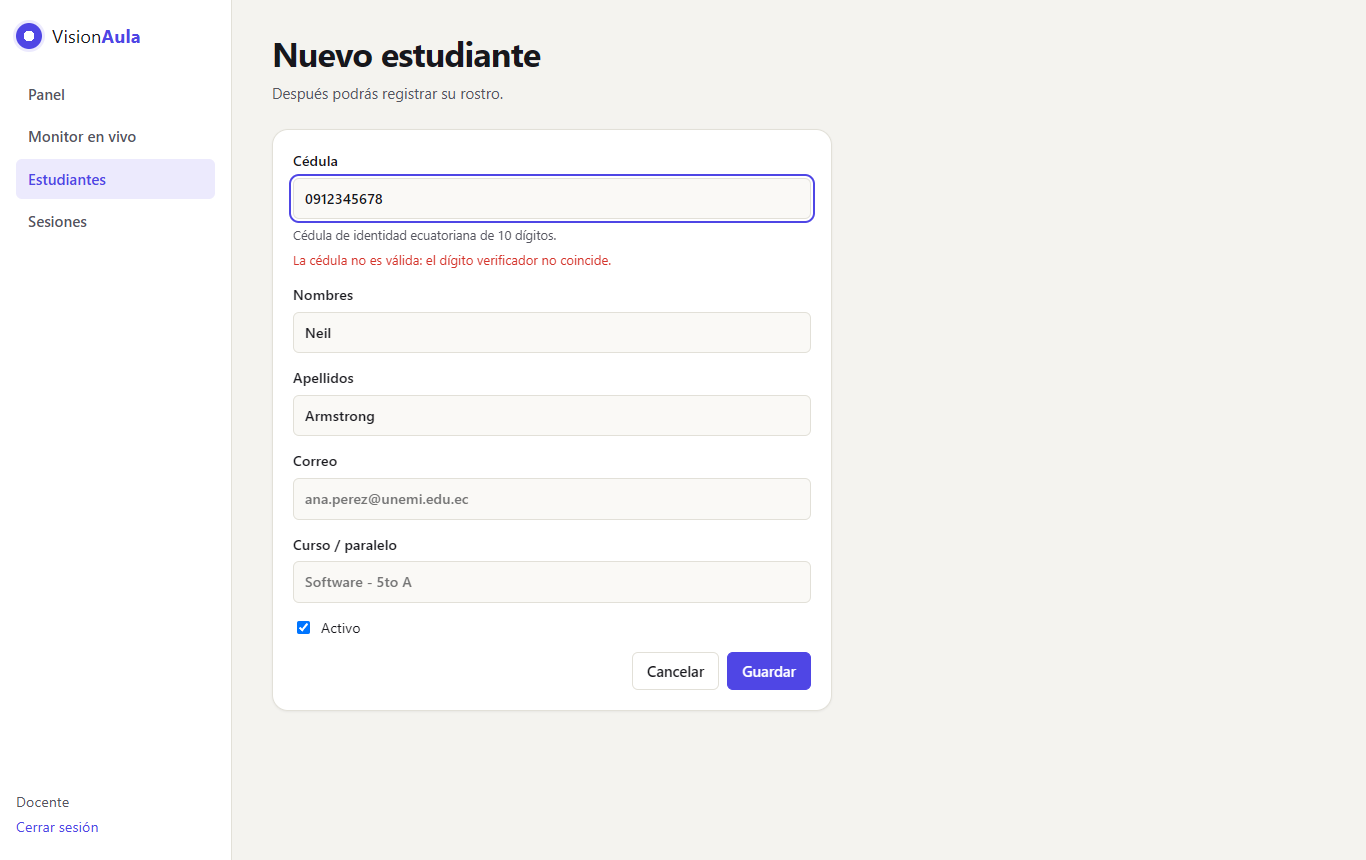 VisionAula
Panel
Monitor en vivo
Estudiantes
Sesiones
Docente
Cerrar sesión
Nuevo estudiante
Después podrás registrar su rostro.
Cédula
0912345678
Cédula de identidad ecuatoriana de 10 dígitos.
La cédula no es válida: el dígito verificador no coincide.
Nombres
Neil
Apellidos
Armstrong
Correo
ana.perez@unemi.edu.ec
Curso / paralelo
Software - 5to A
Activo
Cancelar
Guardar